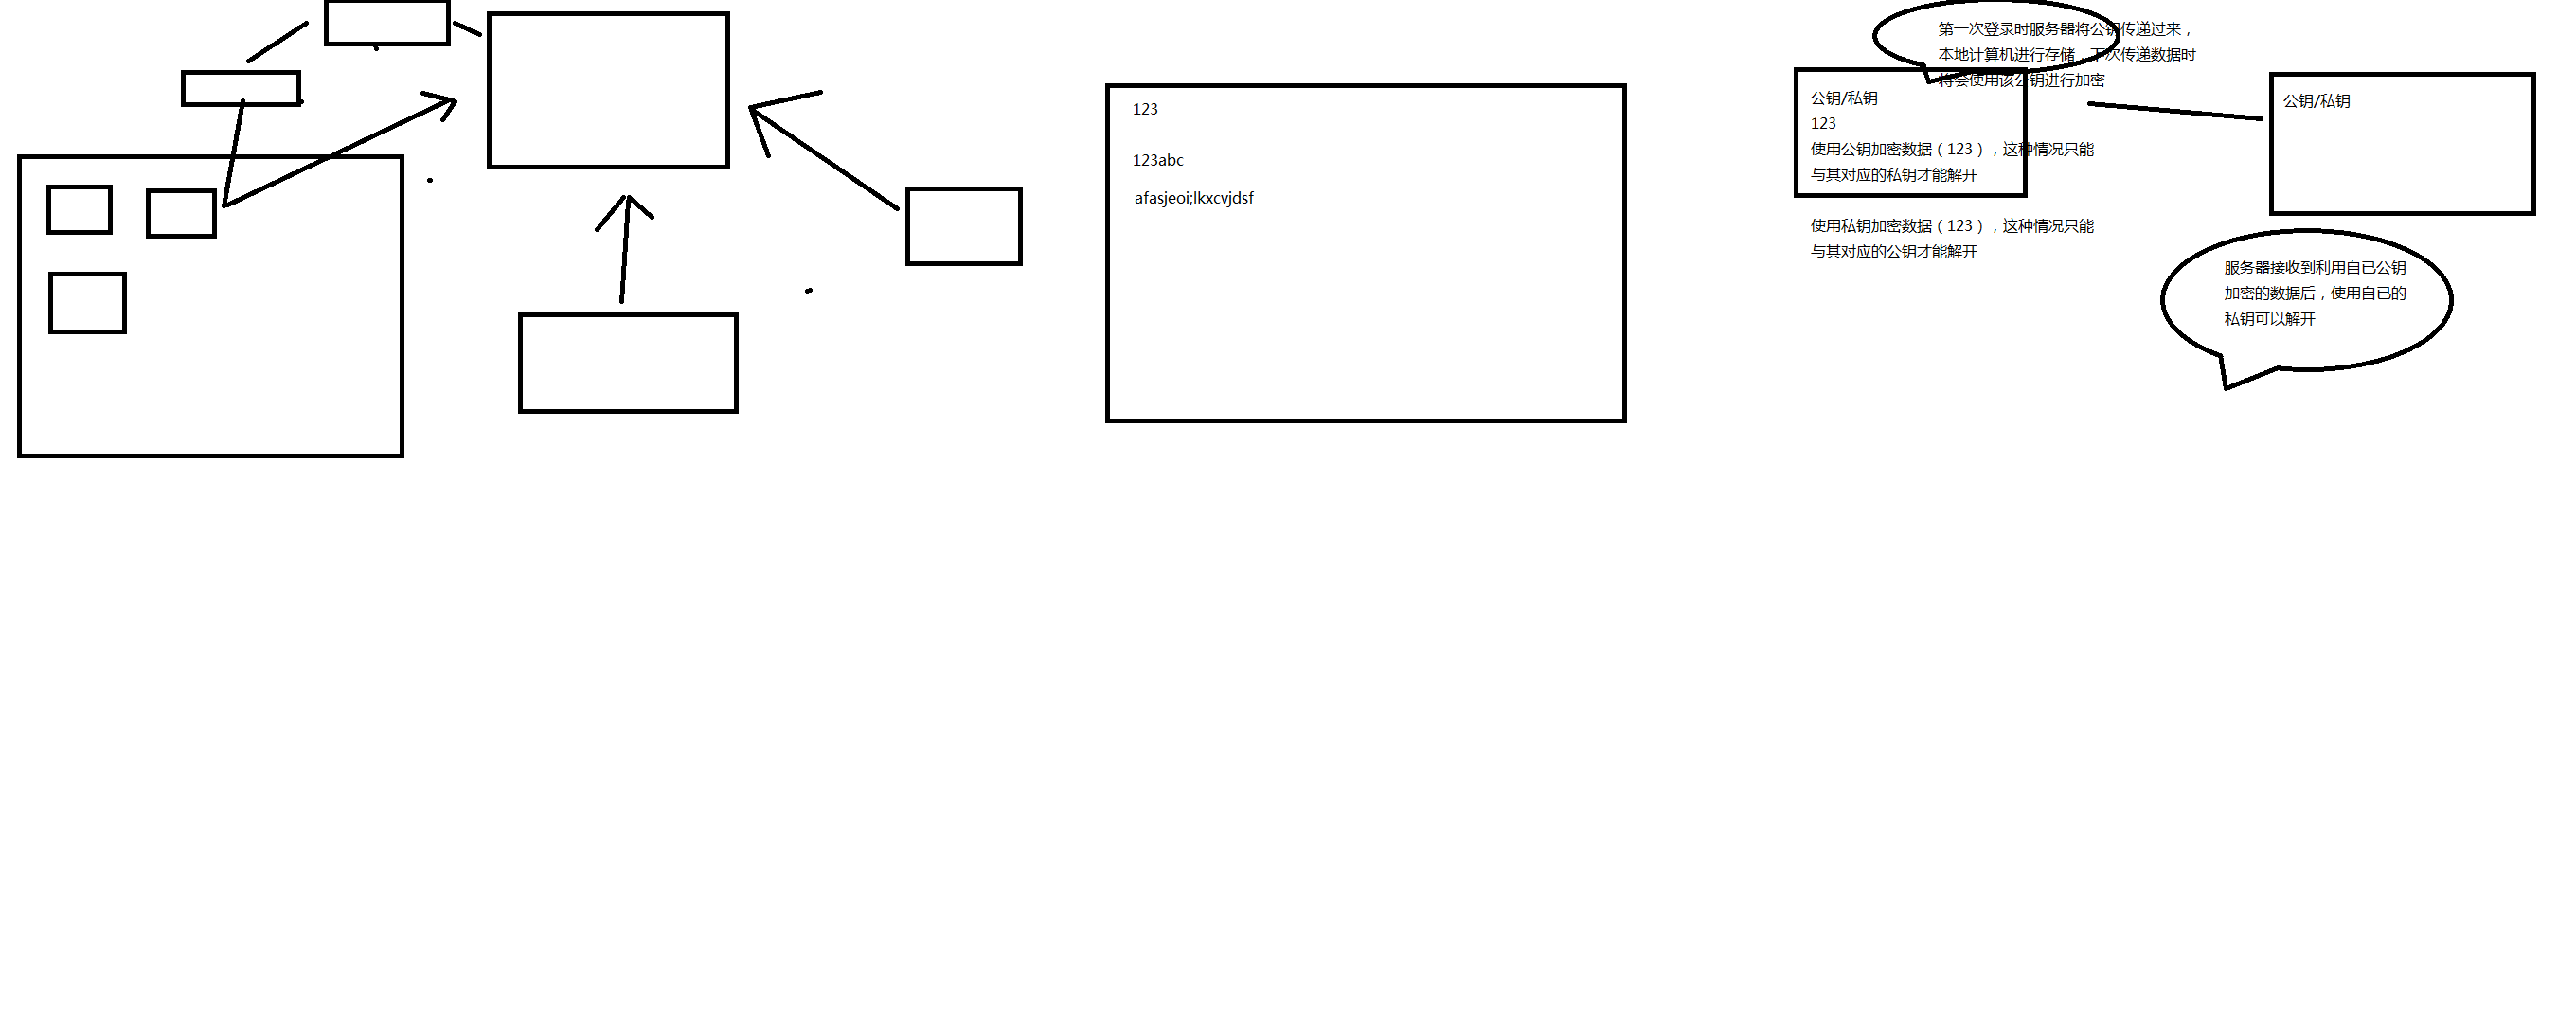 123
123abc
afasjeoi;lkxcvjdsf
第一次登录时服务器将公钥传递过来，
本地计算机进行存储，下次传递数据时
将会使用该公钥进行加密
公钥/私钥
123
使用公钥加密数据（123），这种情况只能
与其对应的私钥才能解开
使用私钥加密数据（123），这种情况只能
与其对应的公钥才能解开
公钥/私钥
服务器接收到利用自已公钥
加密的数据后，使用自已的
私钥可以解开